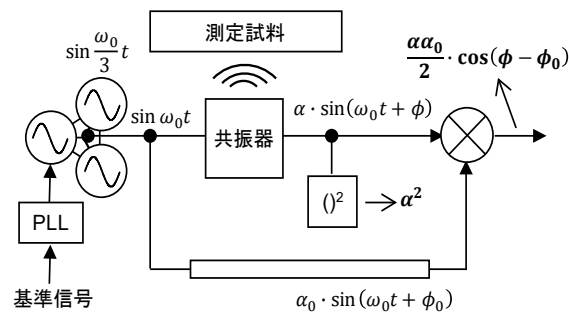 測定試料
sin ω₀/3 t
sin ω₀t
共振器
α · sin(ω₀t + ϕ)
αα₀/2 · cos(ϕ − ϕ₀)
()² → α²
PLL
基準信号
α₀ · sin(ω₀t + ϕ₀)